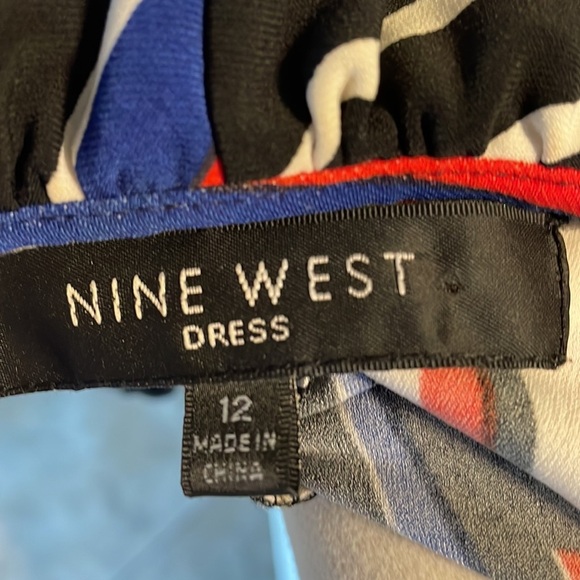 NINE WEST
DRESS
12
MADE IN
CHINA